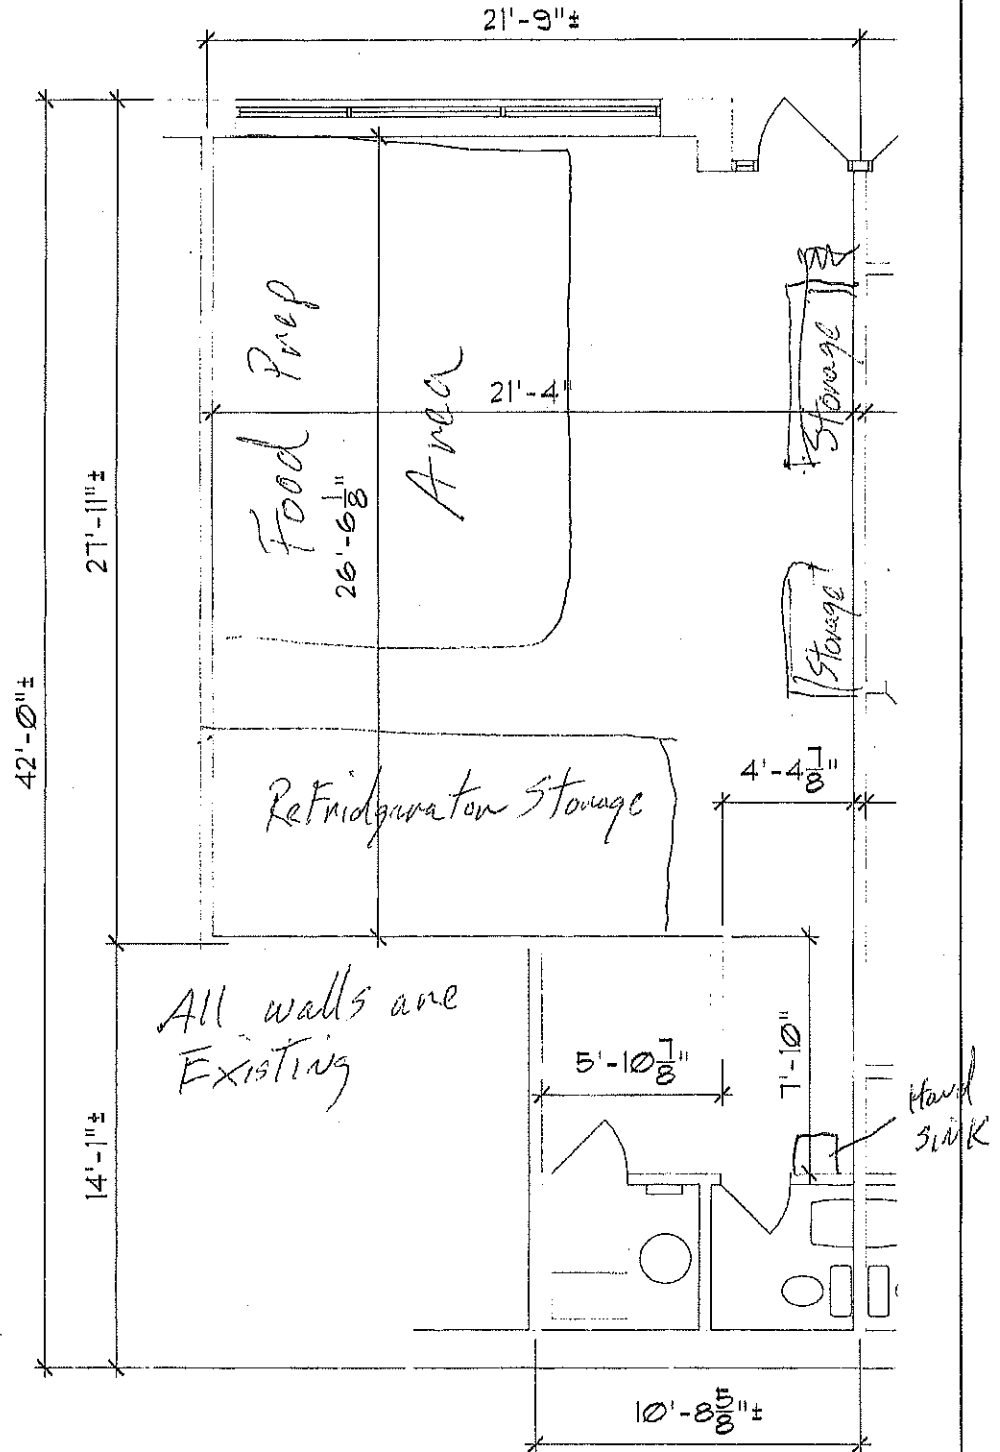 21'-9"±
Food Prep
Area
21'-4"
26'-6 1/8"
Storage
27'-11"±
Storage
42'-0"±
4'-4 7/8"
ReFridgerator Storage
All walls are
Existing
5'-10 7/8"
7'-10"
Hand
SINK
14'-1"±
10'-8 5/8"±